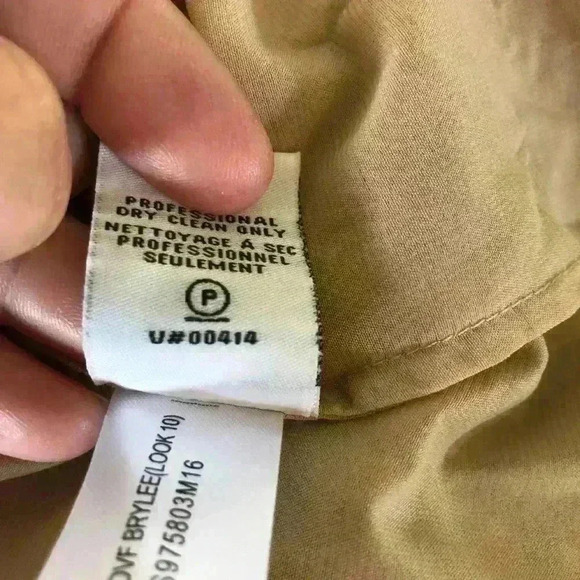 PROFESSIONAL
DRY CLEAN ONLY
NETTOYAGE À SEC
PROFESSIONNEL
SEULEMENT
P
V#00414
DVF BRYLEE(LOOK 10)
S975803M16